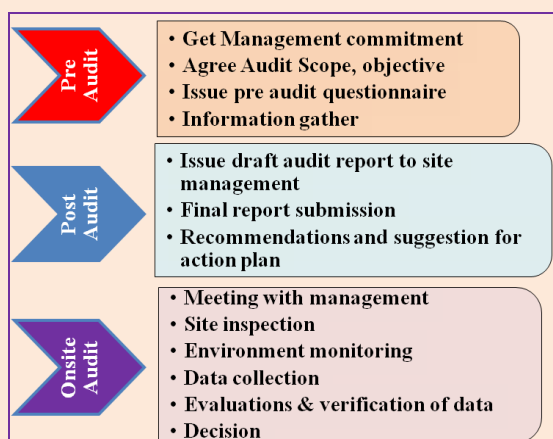 Pre
Audit
• Get Management commitment
• Agree Audit Scope, objective
• Issue pre audit questionnaire
• Information gather
Post
Audit
• Issue draft audit report to site
management
• Final report submission
• Recommendations and suggestion for
action plan
Onsite
Audit
• Meeting with management
• Site inspection
• Environment monitoring
• Data collection
• Evaluations & verification of data
• Decision